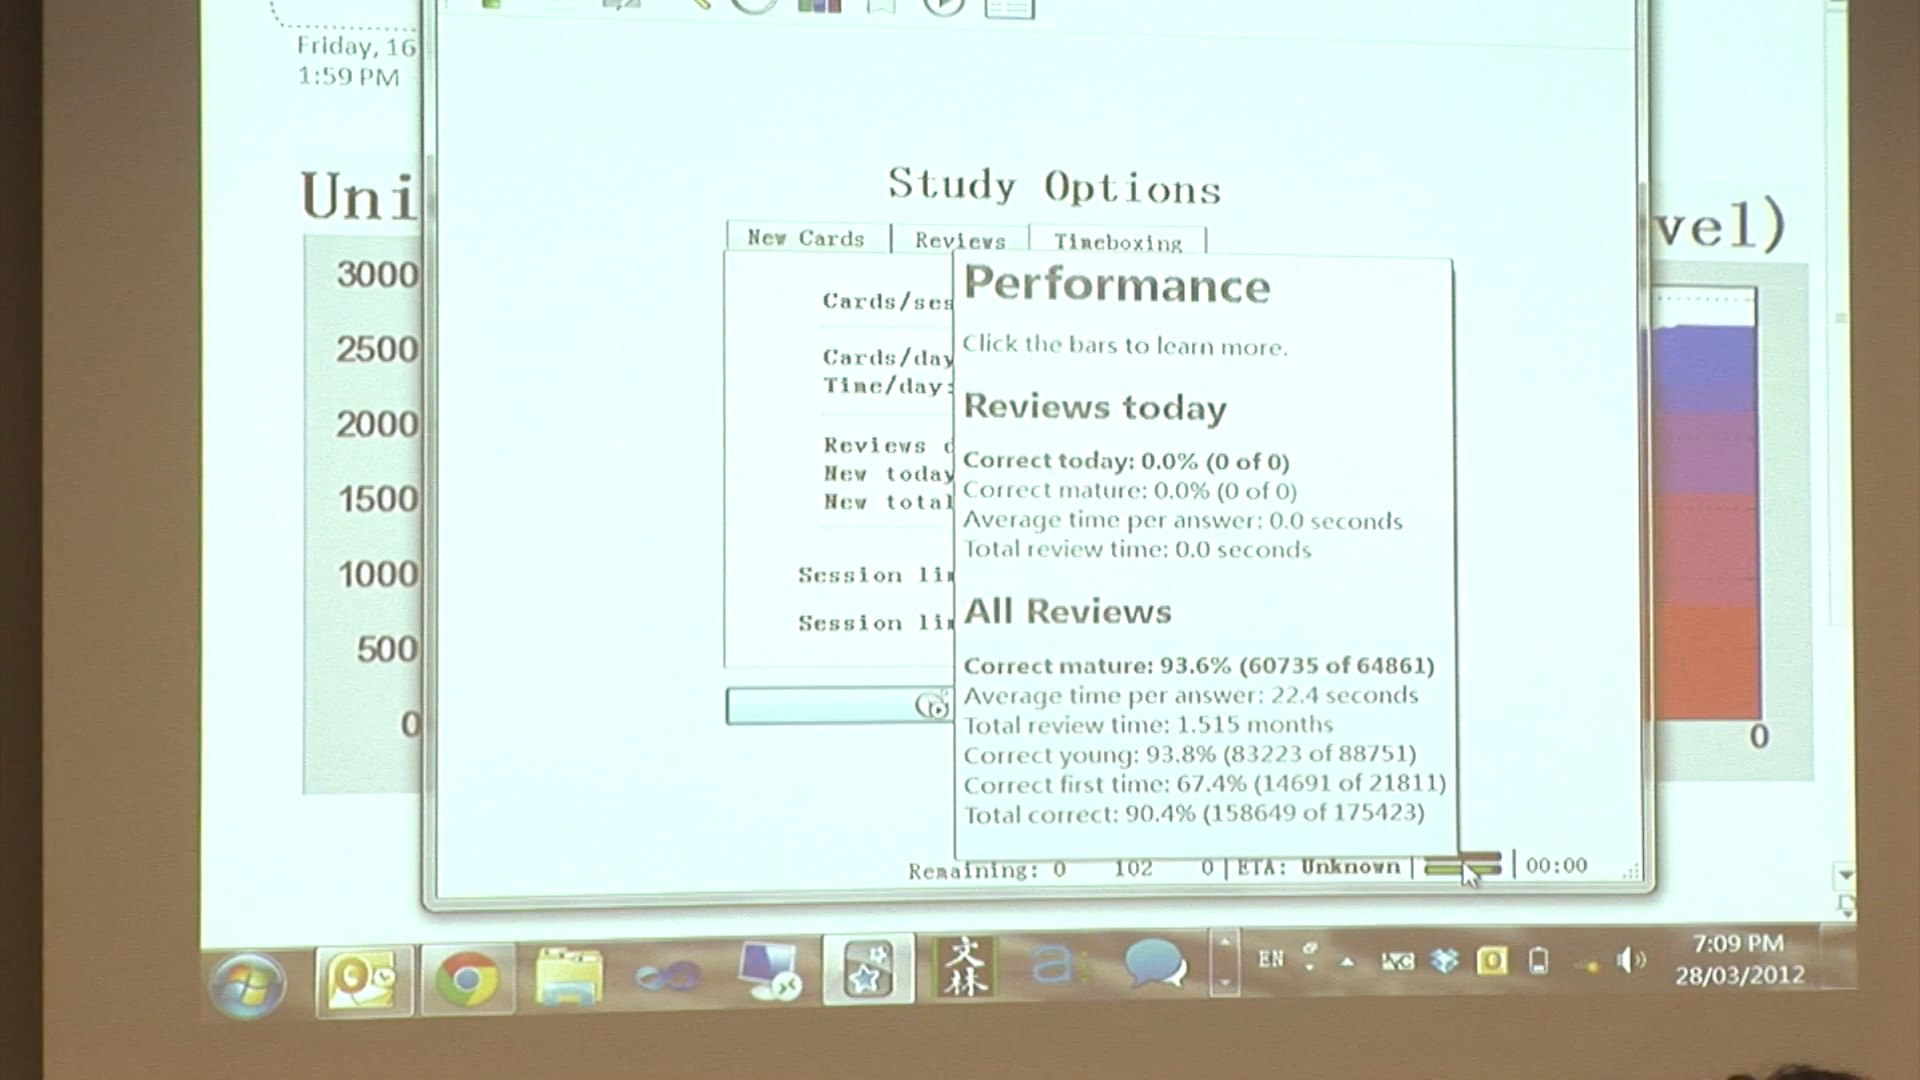 Friday, 16
1:59 PM
Uni
vel)
3000
2500
2000
1500
1000
500
0
0
Study Options
New Cards
Reviews
Timeboxing
Cards/ses
Cards/day
Time/day:
Reviews
New today
New total
Session li
Session li
Performance
Click the bars to learn more.
Reviews today
Correct today: 0.0% (0 of 0)
Correct mature: 0.0% (0 of 0)
Average time per answer: 0.0 seconds
Total review time: 0.0 seconds
All Reviews
Correct mature: 93.6% (60735 of 64861)
Average time per answer: 22.4 seconds
Total review time: 1.515 months
Correct young: 93.8% (83223 of 88751)
Correct first time: 67.4% (14691 of 21811)
Total correct: 90.4% (158649 of 175423)
Remaining: 0 102 0 | ETA: Unknown | | 00:00
文
林
EN
7:09 PM
28/03/2012